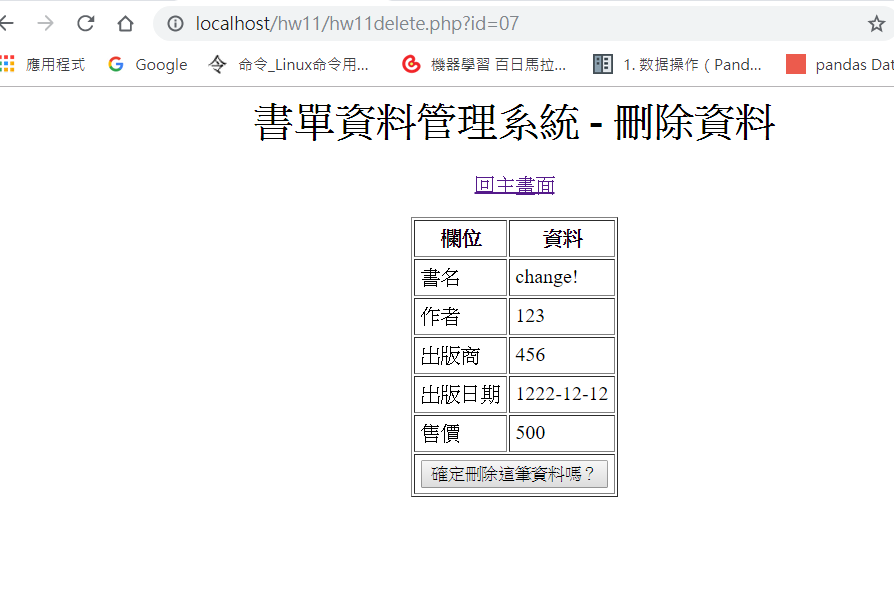 localhost/hw11/hw11delete.php?id=07
應用程式 Google 命令_Linux命令用... 機器學習 百日馬拉... 1. 数据操作（Pand... pandas Dat
書單資料管理系統 - 刪除資料
回主畫面
欄位 資料
書名 change!
作者 123
出版商 456
出版日期 1222-12-12
售價 500
確定刪除這筆資料嗎？